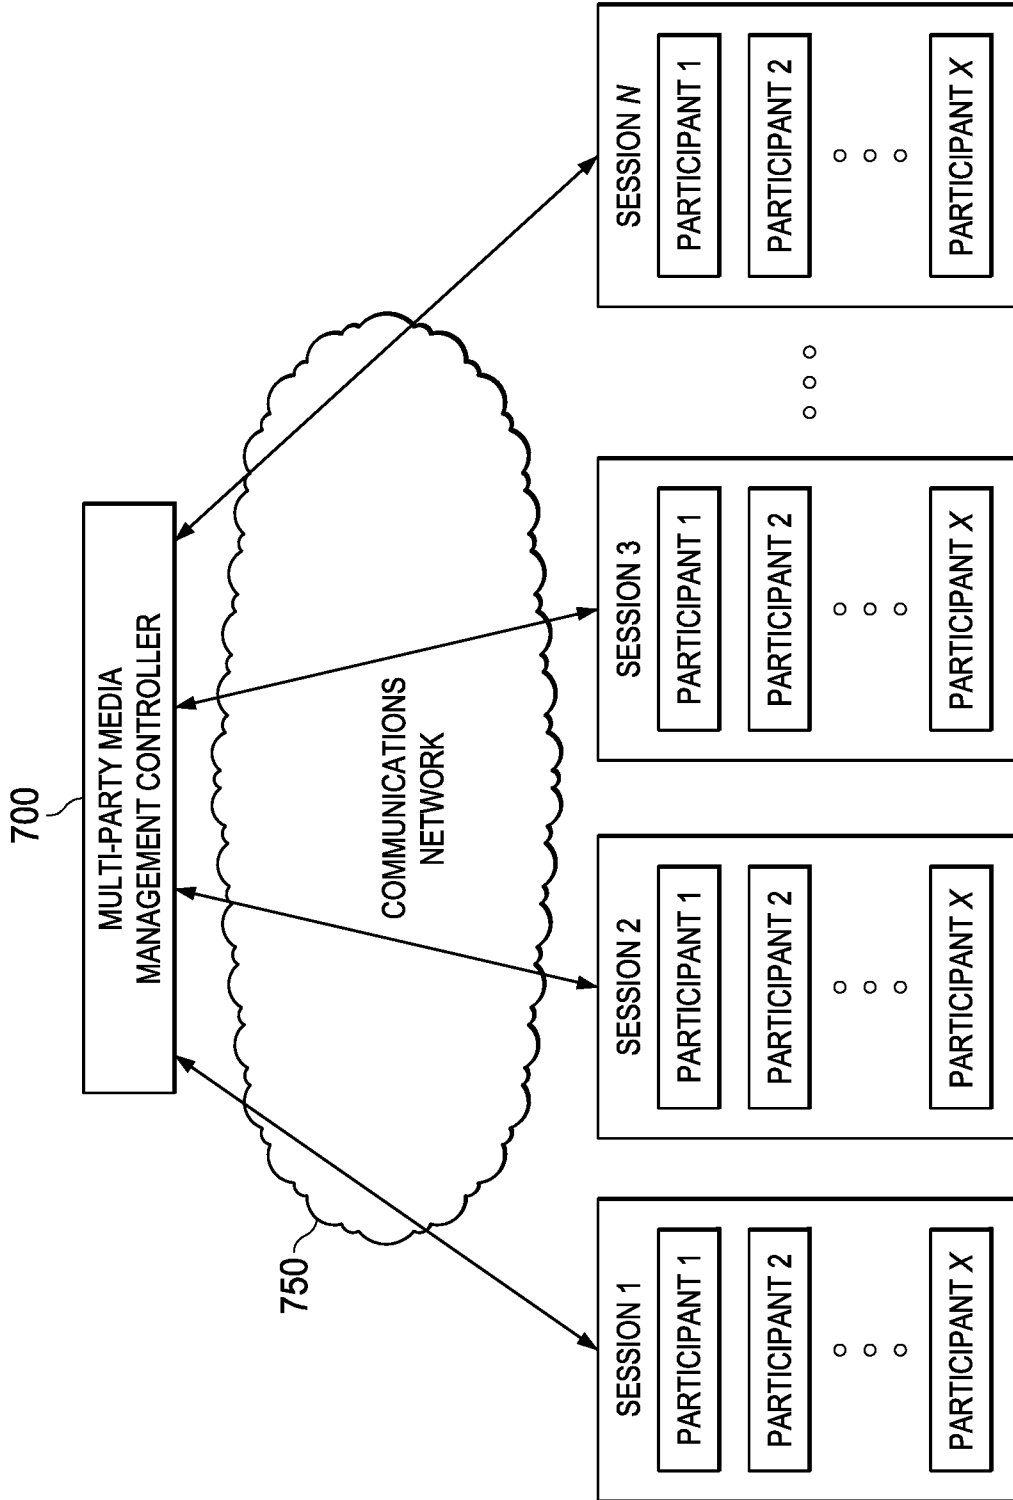 700
MULTI-PARTY MEDIA
MANAGEMENT CONTROLLER
750
COMMUNICATIONS
NETWORK
SESSION 1
PARTICIPANT 1
PARTICIPANT 2
PARTICIPANT X
SESSION 2
PARTICIPANT 1
PARTICIPANT 2
PARTICIPANT X
SESSION 3
PARTICIPANT 1
PARTICIPANT 2
PARTICIPANT X
SESSION N
PARTICIPANT 1
PARTICIPANT 2
PARTICIPANT X